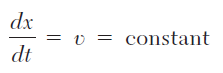 dx/dt = v = constant